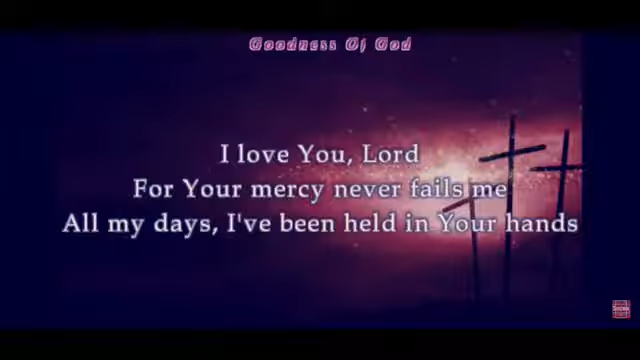 Goodness Of God
I love You, Lord
For Your mercy never fails me
All my days, I've been held in Your hands